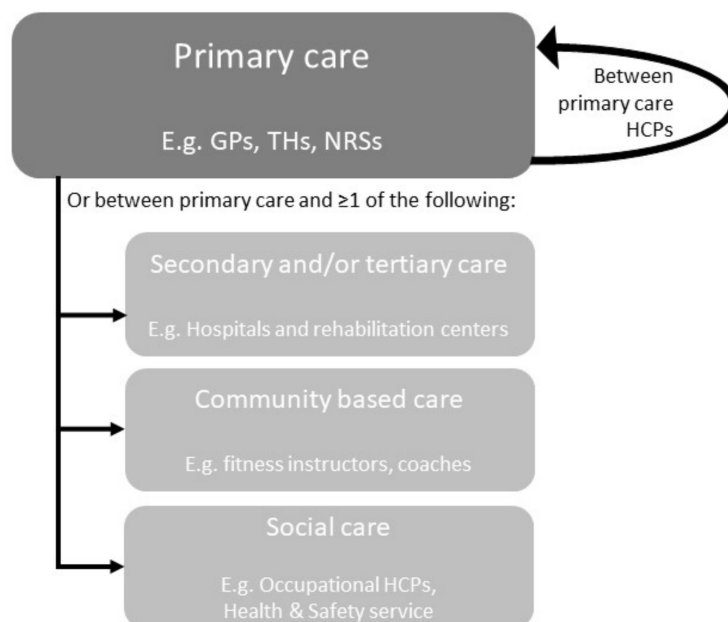 Primary care
E.g. GPs, THs, NRSs
Between
primary care
HCPs
Or between primary care and ≥1 of the following:
Secondary and/or tertiary care
E.g. Hospitals and rehabilitation centers
Community based care
E.g. fitness instructors, coaches
Social care
E.g. Occupational HCPs,
Health & Safety service